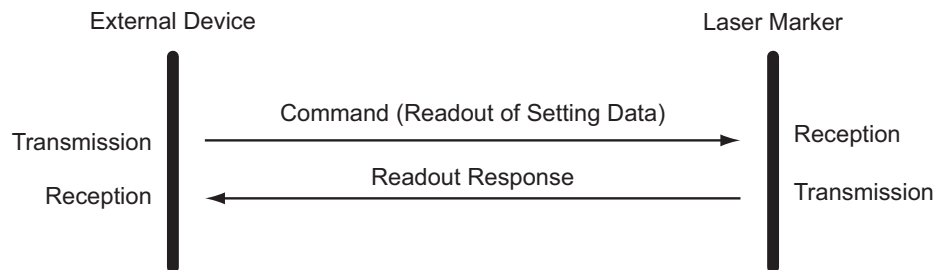 External Device
Laser Marker
Command (Readout of Setting Data)
Transmission
Reception
Readout Response
Reception
Transmission